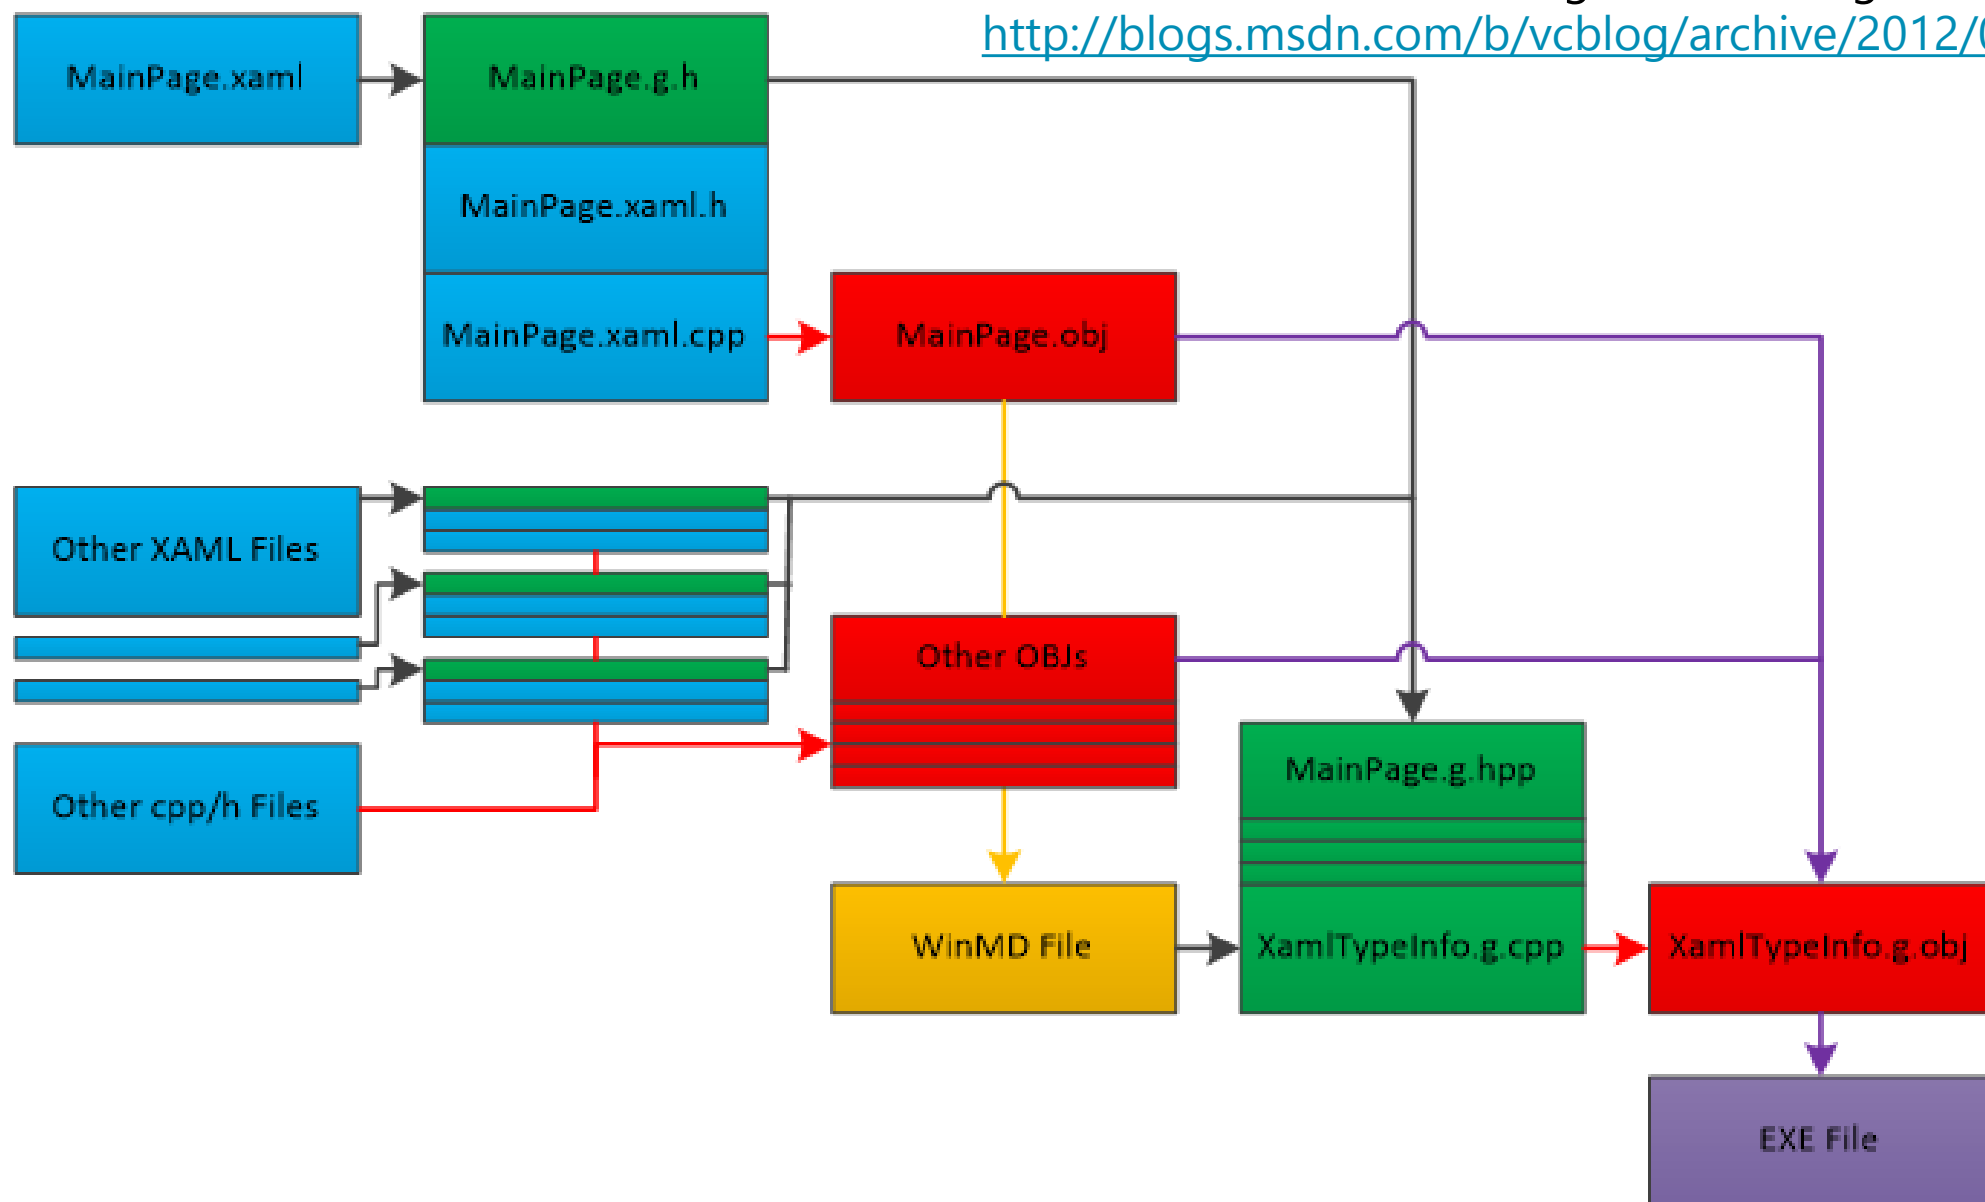 http://blogs.msdn.com/b/vcblog/archive/2012/0
MainPage.xaml
MainPage.g.h
MainPage.xaml.h
MainPage.xaml.cpp
MainPage.obj
Other XAML Files
Other OBJs
Other cpp/h Files
MainPage.g.hpp
WinMD File
XamlTypeInfo.g.cpp
XamlTypeInfo.g.obj
EXE File